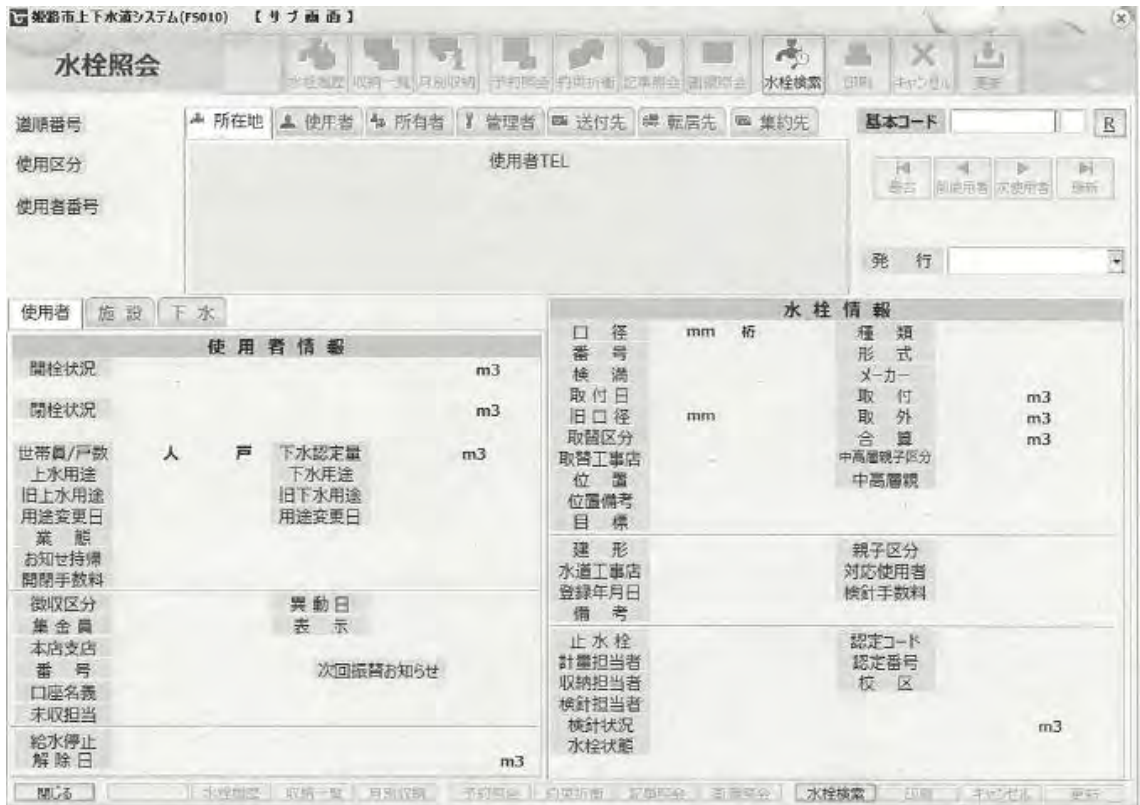 姫路市上下水道システム(FS010) 【サブ画面】
水栓照会
水栓履歴 収納一覧 月別収納 予約照会 約束折衝 記事照会 画像照会 水栓検索 印刷 キャンセル 更新
道順番号
使用区分
使用者番号
所在地 使用者 所有者 管理者 送付先 転居先 集約先
使用者TEL
基本コード R
最古 前使用者 次使用者 最新
発 行
使用者 施 設 下 水
使 用 者 情 報
開栓状況 m3
閉栓状況 m3
世帯員/戸数 人 戸 下水認定量 m3
上水用途 下水用途
旧上水用途 旧下水用途
用途変更日 用途変更日
業 態
お知せ持帰
開閉手数料
徴収区分 異 動 日
集 金 員 表 示
本店支店
番 号 次回振替お知らせ
口座名義
未収担当
給水停止
解 除 日 m3
水 栓 情 報
口 径 mm 桁 種 類
番 号 形 式
検 満 メーカー
取 付 日 取 付 m3
旧 口 径 mm 取 外 m3
取替区分 合 算 m3
取替工事店 中高層親子区分
位 置 中高層親
位置備考
目 標
建 形 親子区分
水道工事店 対応使用者
登録年月日 検針手数料
備 考
止 水 栓 認定コード
計量担当者 認定番号
収納担当者 校 区
検針担当者
検針状況 m3
水栓状態
閉じる 水栓履歴 収納一覧 月別収納 予約照会 約束折衝 記事照会 画像照会 水栓検索 印刷 キャンセル 更新